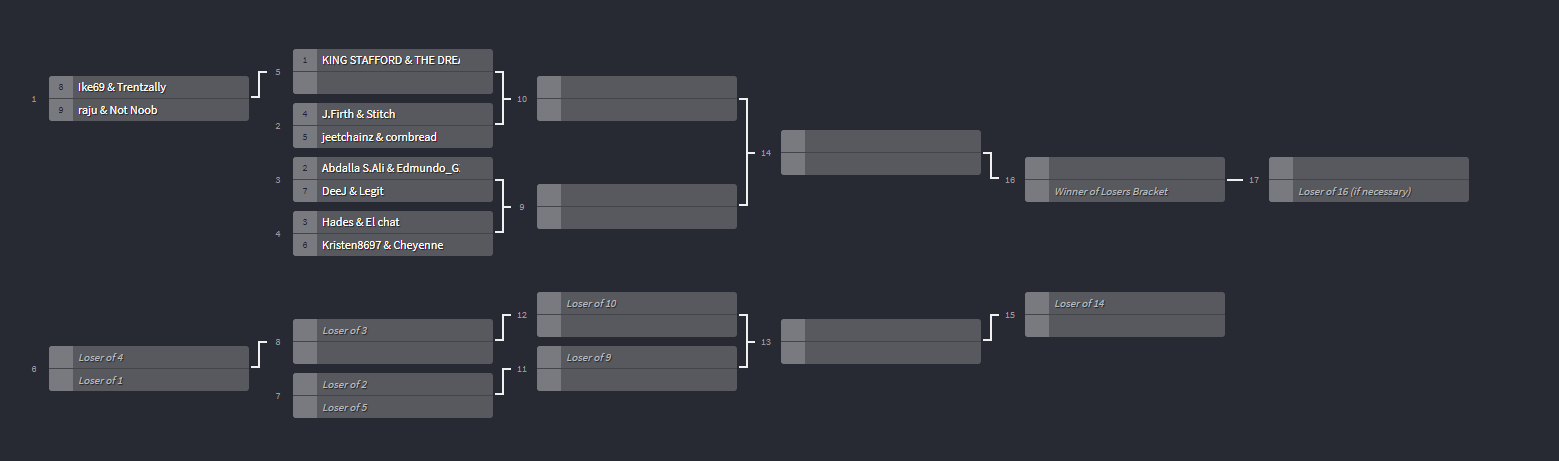 1
8 Ike69 & Trentzally
9 raju & Not Noob
5
1 KING STAFFORD & THE DREA
2
4 J.Firth & Stitch
5 jeetchainz & cornbread
3
2 Abdalla S.Ali & Edmundo_G.
7 DeeJ & Legit
4
3 Hades & El chat
6 Kristen8697 & Cheyenne
10
9
14
16
Winner of Losers Bracket
17
Loser of 16 (if necessary)
6
Loser of 4
Loser of 1
8
Loser of 3
7
Loser of 2
Loser of 5
12
Loser of 10
11
Loser of 9
13
15
Loser of 14